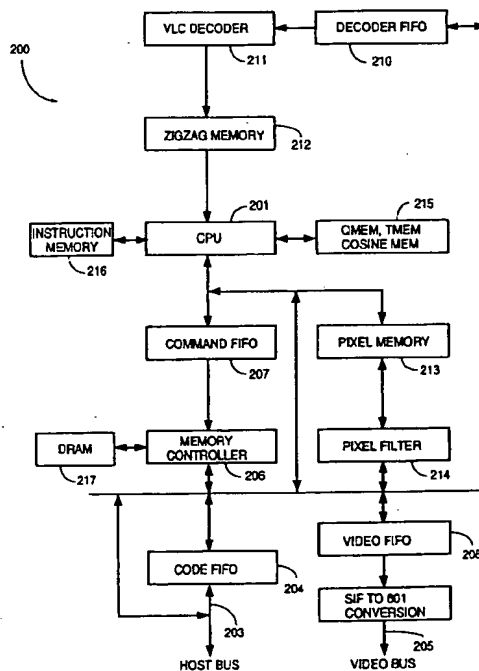 200
VLC DECODER
211
DECODER FIFO
210
ZIGZAG MEMORY
212
201
CPU
INSTRUCTION
MEMORY
216
215
QMEM, TMEM
COSINE MEM
COMMAND FIFO
207
PIXEL MEMORY
213
DRAM
217
MEMORY
CONTROLLER
206
PIXEL FILTER
214
CODE FIFO
204
VIDEO FIFO
SIF TO 601
CONVERSION
203
205
HOST BUS
VIDEO BUS